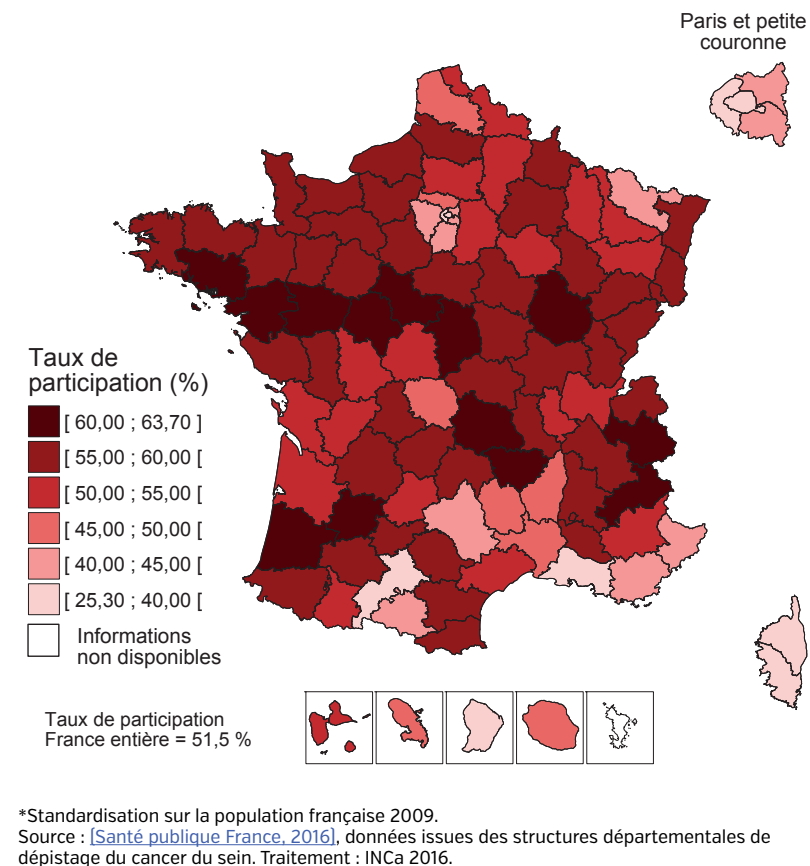 Paris et petite
couronne
Taux de
participation (%)
[ 60,00 ; 63,70 ]
[ 55,00 ; 60,00 [
[ 50,00 ; 55,00 [
[ 45,00 ; 50,00 [
[ 40,00 ; 45,00 [
[ 25,30 ; 40,00 [
Informations
non disponibles
Taux de participation
France entière = 51,5 %
*Standardisation sur la population française 2009.
Source : [Santé publique France, 2016], données issues des structures départementales de
dépistage du cancer du sein. Traitement : INCa 2016.